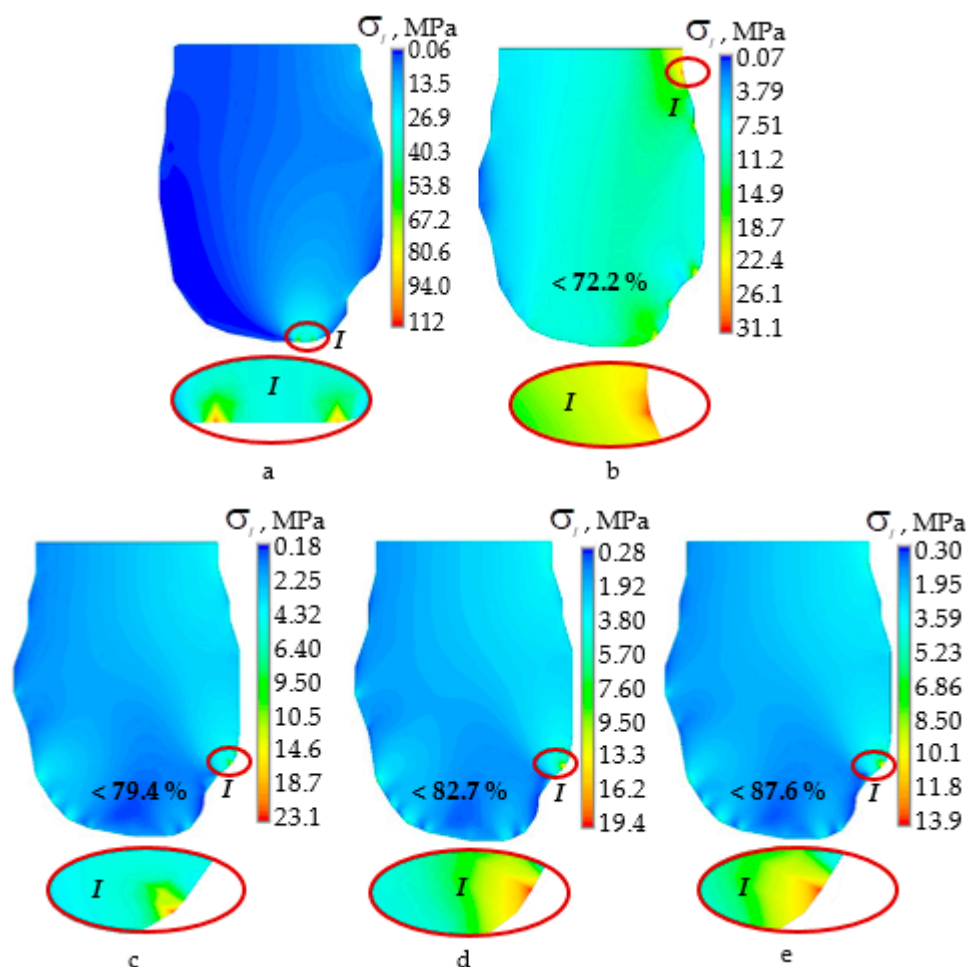 σᵢ, MPa
0.06
13.5
26.9
40.3
53.8
67.2
80.6
94.0
112
I
I
a
σᵢ, MPa
0.07
3.79
7.51
11.2
14.9
18.7
22.4
26.1
31.1
I
< 72.2 %
I
b
σᵢ, MPa
0.18
2.25
4.32
6.40
9.50
10.5
14.6
18.7
23.1
< 79.4 %
I
I
c
σᵢ, MPa
0.28
1.92
3.80
5.70
7.60
9.50
13.3
16.2
19.4
< 82.7 %
I
I
d
σᵢ, MPa
0.30
1.95
3.59
5.23
6.86
8.50
10.1
11.8
13.9
< 87.6 %
I
I
e